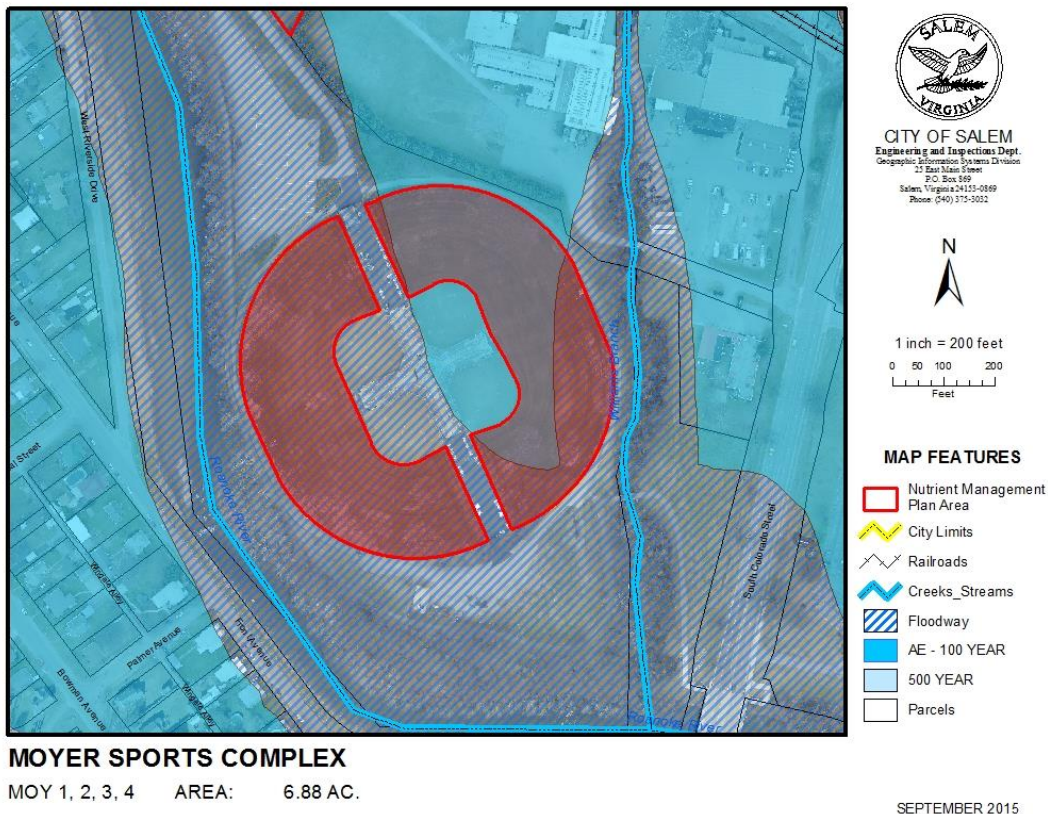 West Riverside Drive
Roanoke River
South Colorado Street
Front Avenue
Palmer Avenue
Bowman Avenue
Roanoke River
SALEM
VIRGINIA
CITY OF SALEM
Engineering and Inspections Dept.
Geographic Information Systems Division
25 East Main Street
P.O. Box 869
Salem, Virginia 24153-0869
Phone: (540) 375-3032
N
1 inch = 200 feet
0 50 100 200
Feet
MAP FEATURES
Nutrient Management
Plan Area
City Limits
Railroads
Creeks_Streams
Floodway
AE - 100 YEAR
500 YEAR
Parcels
MOYER SPORTS COMPLEX
MOY 1, 2, 3, 4 AREA: 6.88 AC.
SEPTEMBER 2015